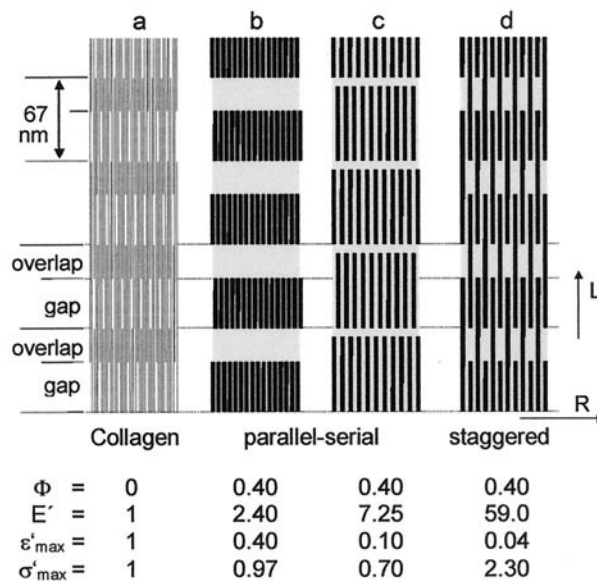 a b c d
67
nm
overlap
gap
overlap
gap
L
R
Collagen parallel-serial staggered
Φ = 0 0.40 0.40 0.40
E´ = 1 2.40 7.25 59.0
ε'max = 1 0.40 0.10 0.04
σ'max = 1 0.97 0.70 2.30